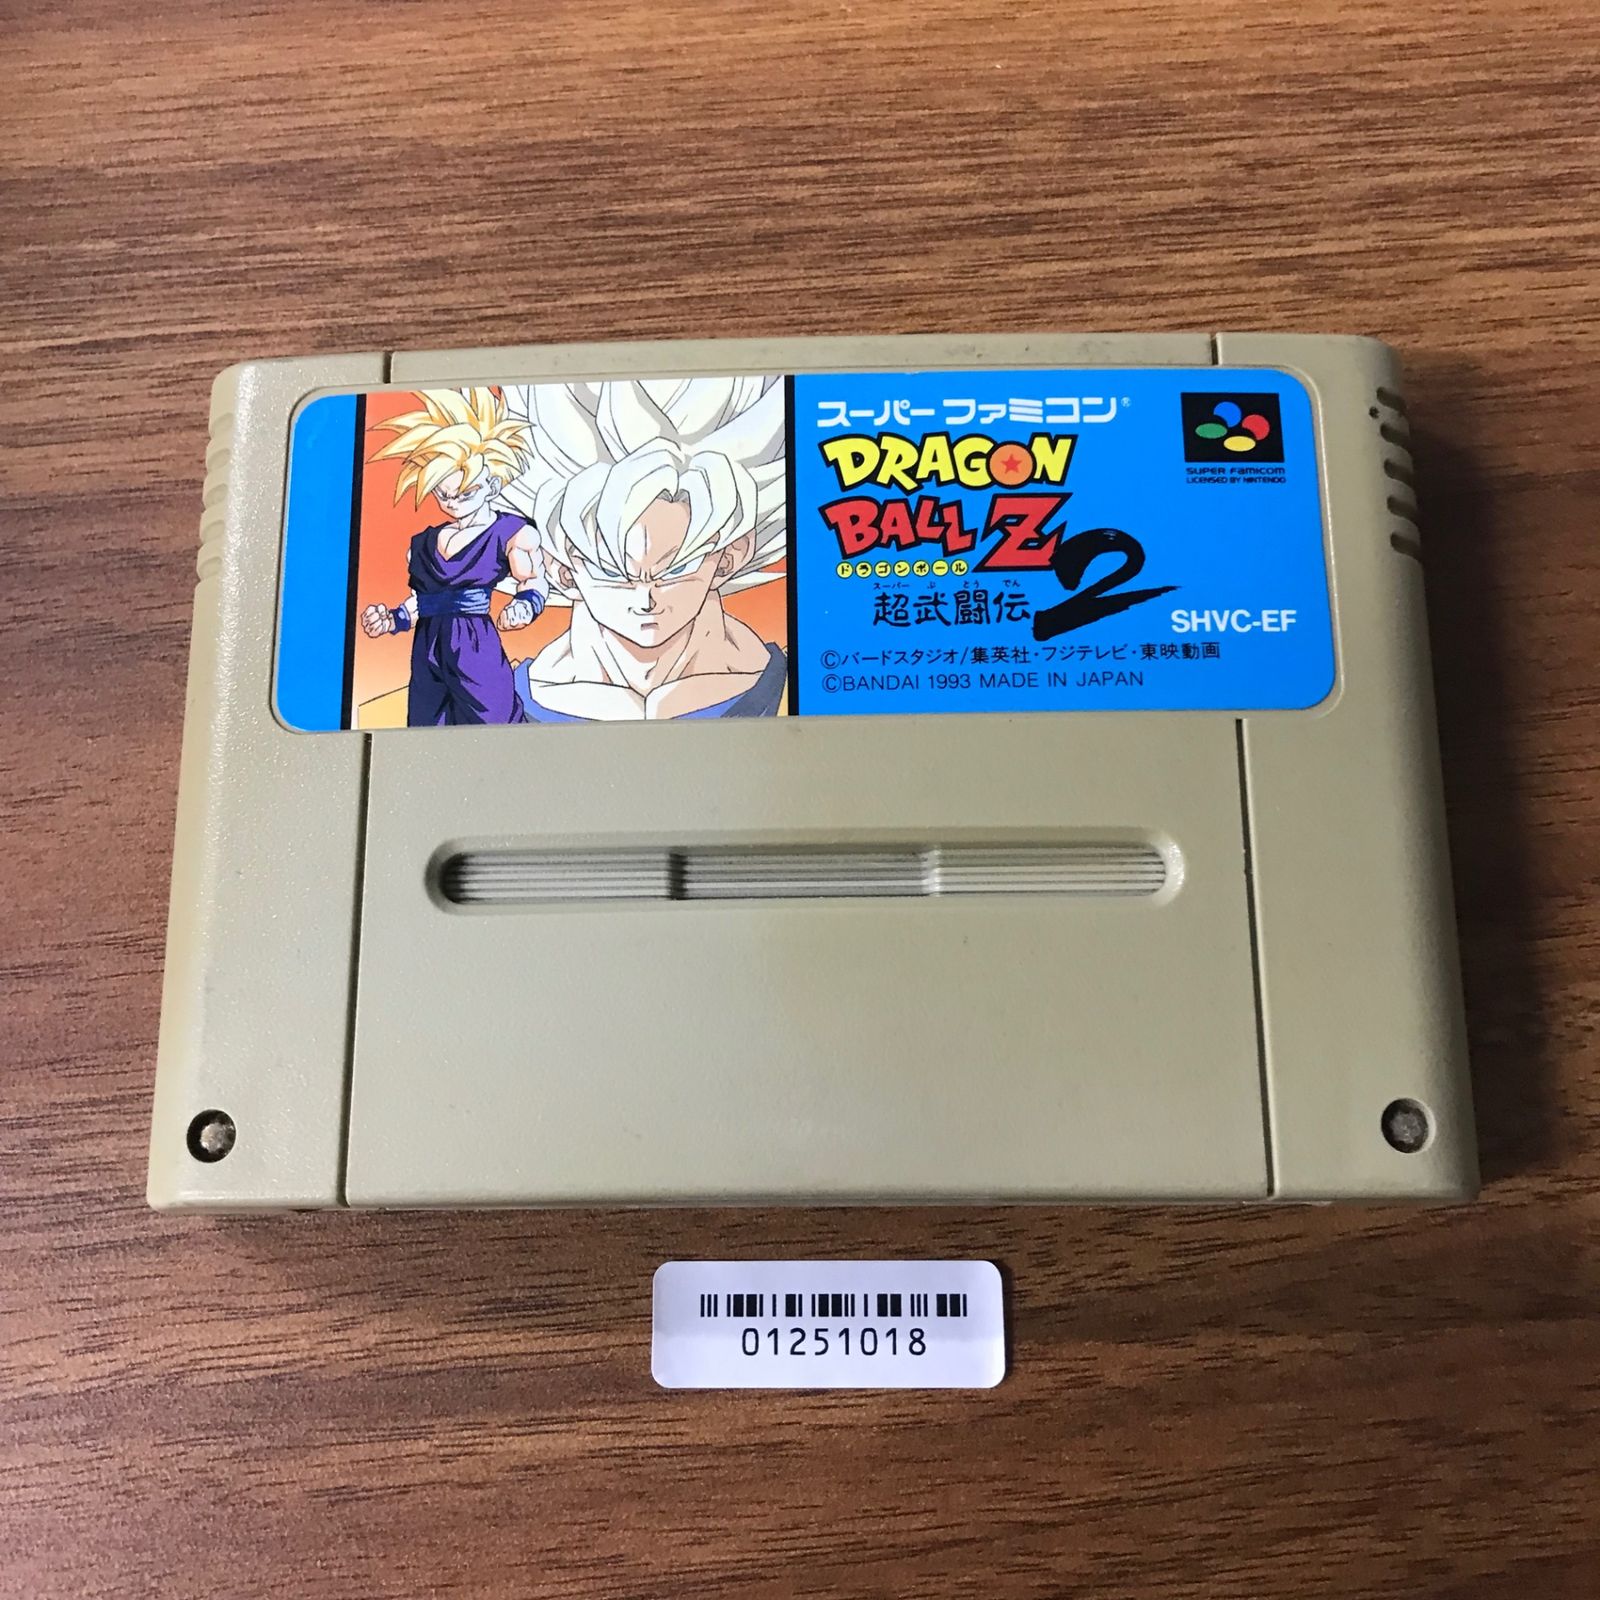 スーパーファミコン®
DRAGON
BALL Z
ドラゴンボール
スーパー ぶ とう でん
超武闘伝2
SUPER FAMICOM
LICENSED BY NINTENDO
SHVC-EF
©バードスタジオ/集英社・フジテレビ・東映動画
©BANDAI 1993 MADE IN JAPAN
01251018